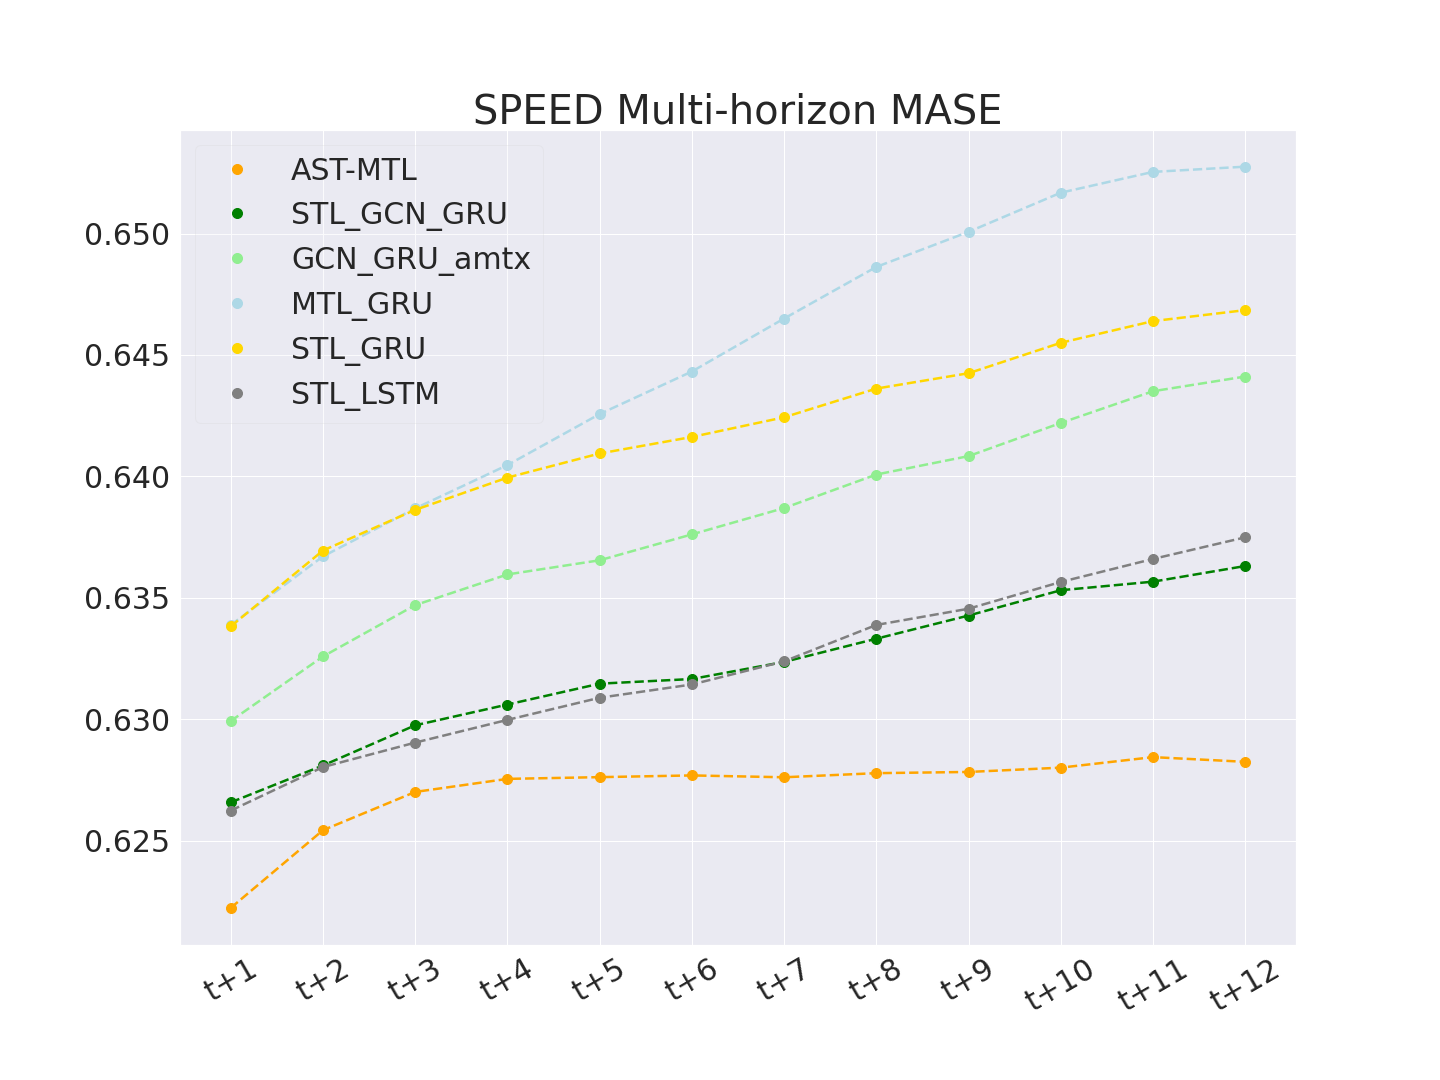 SPEED Multi-horizon MASE
AST-MTL
STL_GCN_GRU
GCN_GRU_amtx
MTL_GRU
STL_GRU
STL_LSTM
0.650
0.645
0.640
0.635
0.630
0.625
t+1 t+2 t+3 t+4 t+5 t+6 t+7 t+8 t+9 t+10 t+11 t+12